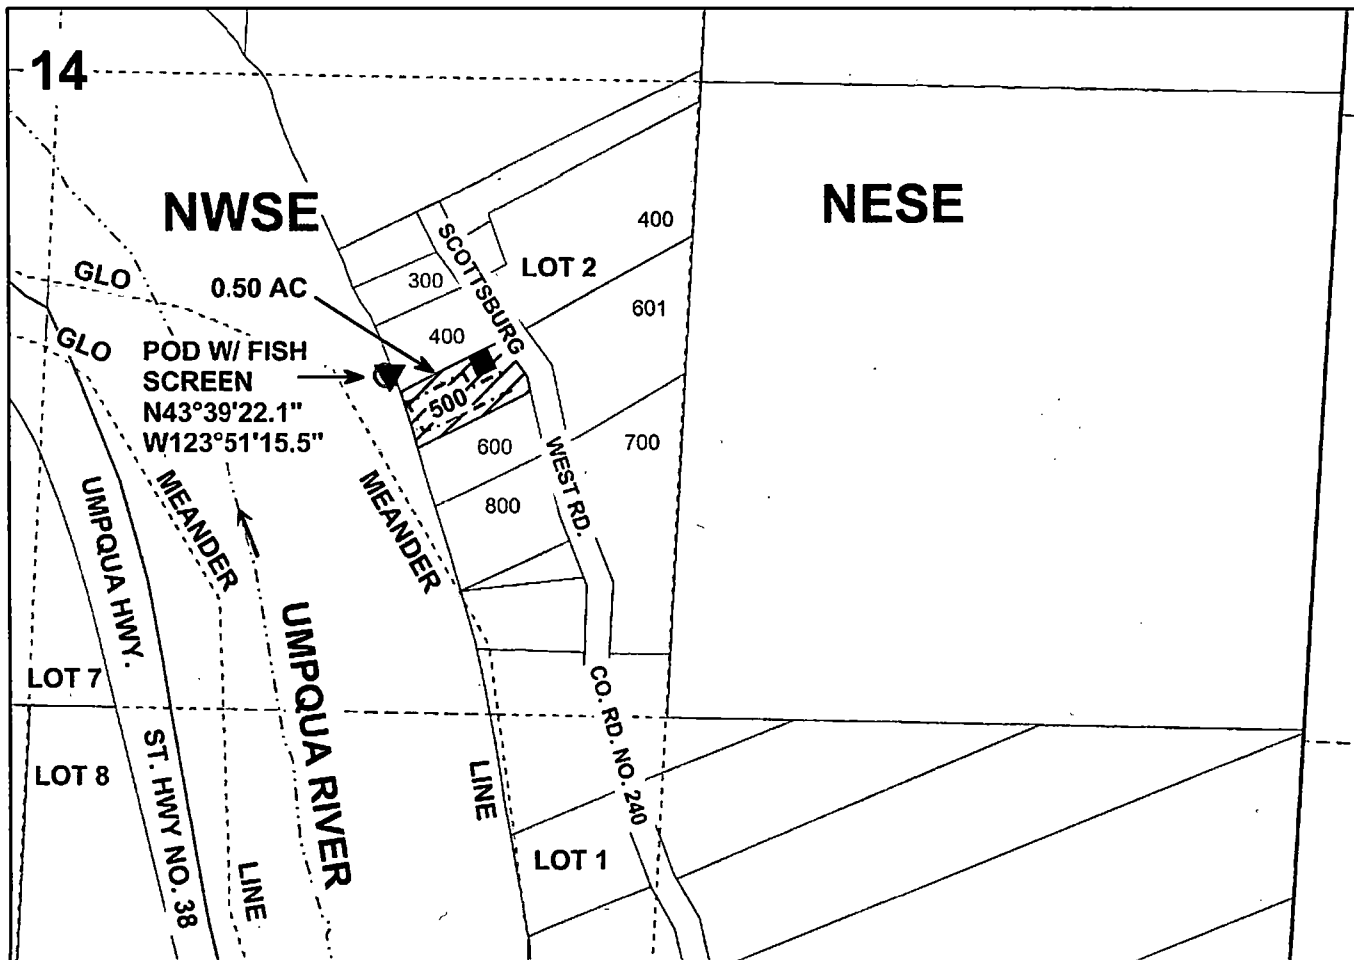 14
NWSE
NESE
400
SCOTTSBURG
GLO
LOT 2
300
0.50 AC
601
400
GLO
POD W/ FISH
SCREEN
N43°39'22.1"
W123°51'15.5"
500
600
WEST RD.
700
MEANDER
MEANDER
800
UMPQUA HWY.
UMPQUA RIVER
LOT 7
CO. RD. NO. 240
ST. HWY NO. 38
LOT 8
LINE
LOT 1
LINE